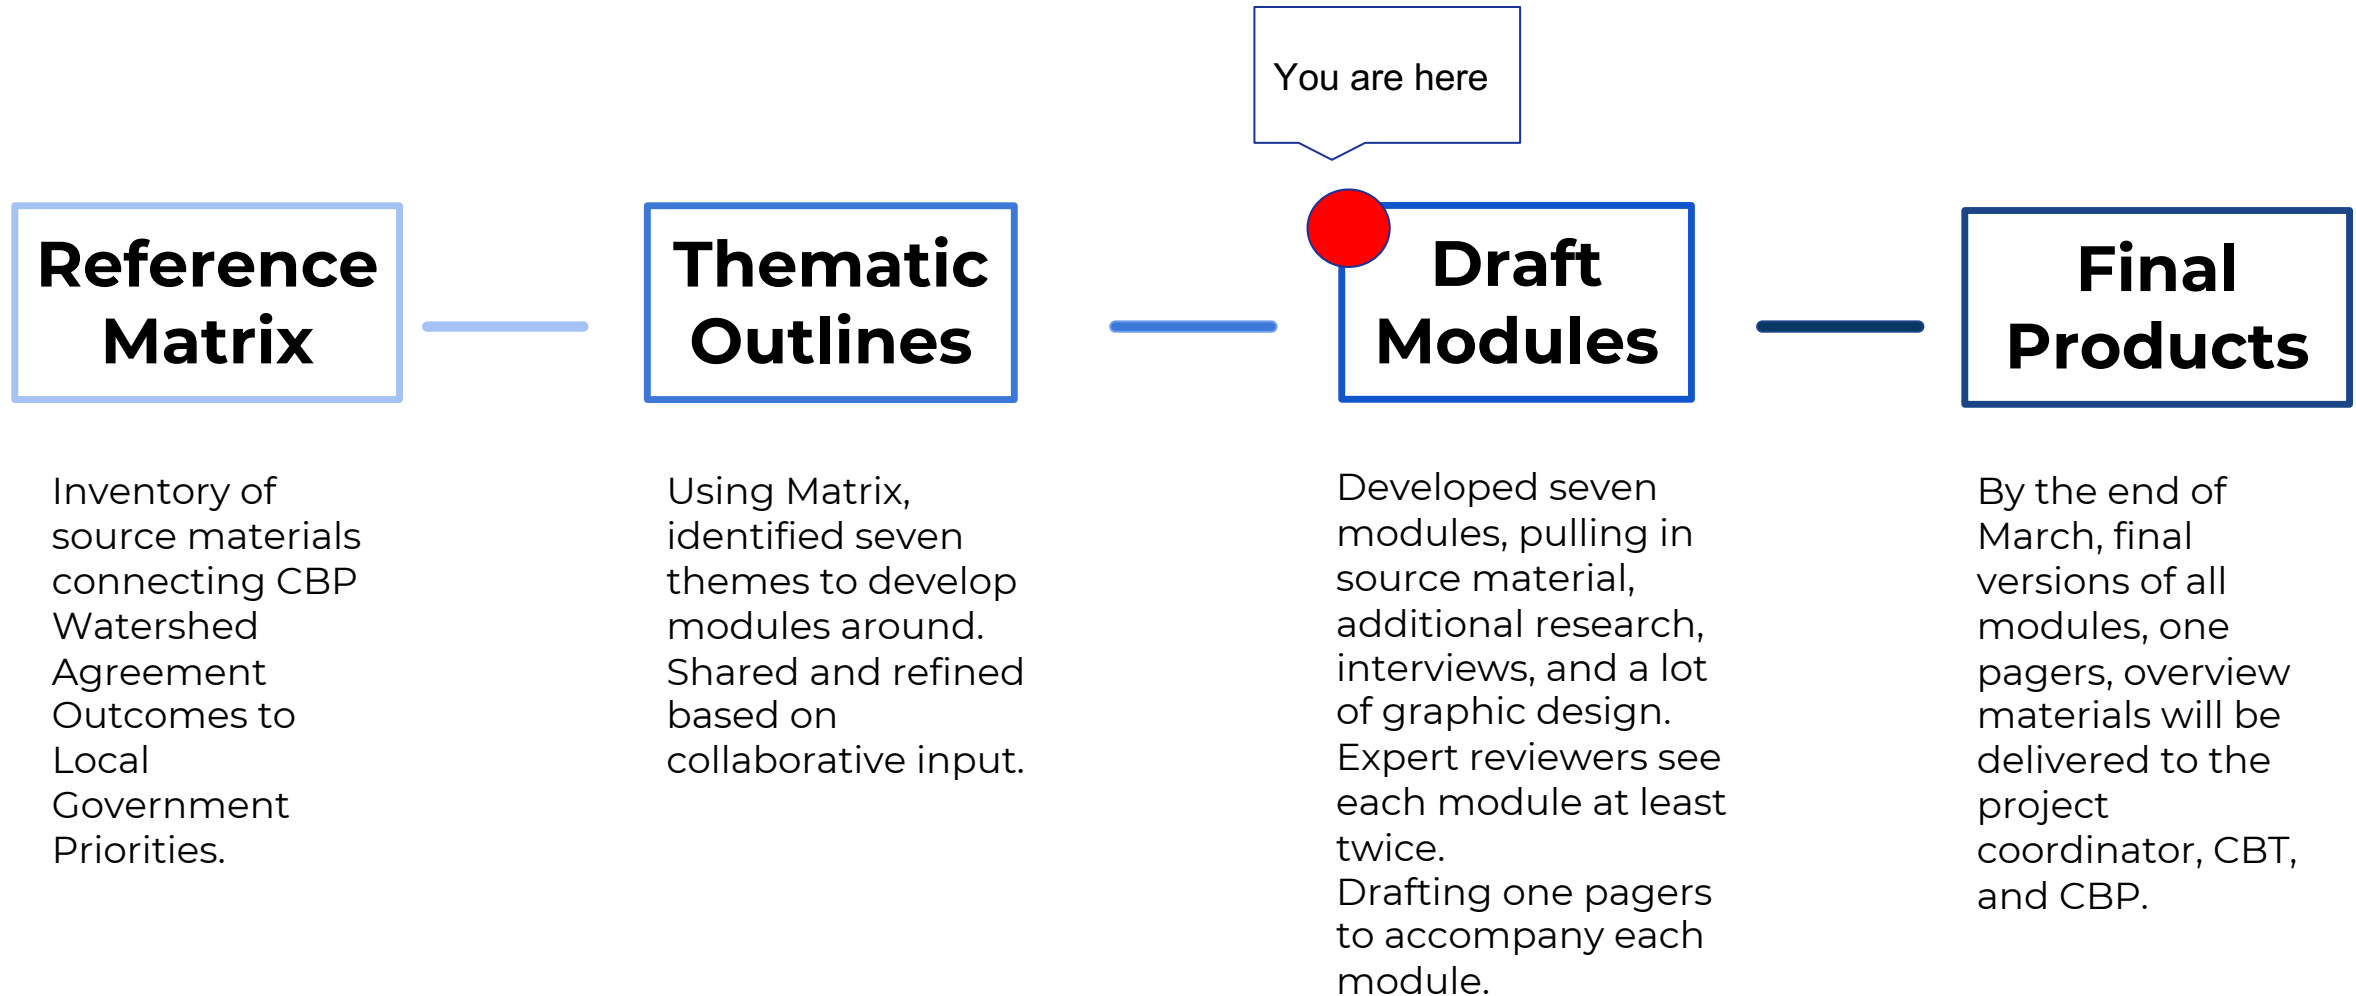 You are here
Reference
Matrix
Thematic
Outlines
Draft
Modules
Final
Products
Inventory of
source materials
connecting CBP
Watershed
Agreement
Outcomes to
Local
Government
Priorities.
Using Matrix,
identified seven
themes to develop
modules around.
Shared and refined
based on
collaborative input.
Developed seven
modules, pulling in
source material,
additional research,
interviews, and a lot
of graphic design.
Expert reviewers see
each module at least
twice.
Drafting one pagers
to accompany each
module.
By the end of
March, final
versions of all
modules, one
pagers, overview
materials will be
delivered to the
project
coordinator, CBT,
and CBP.